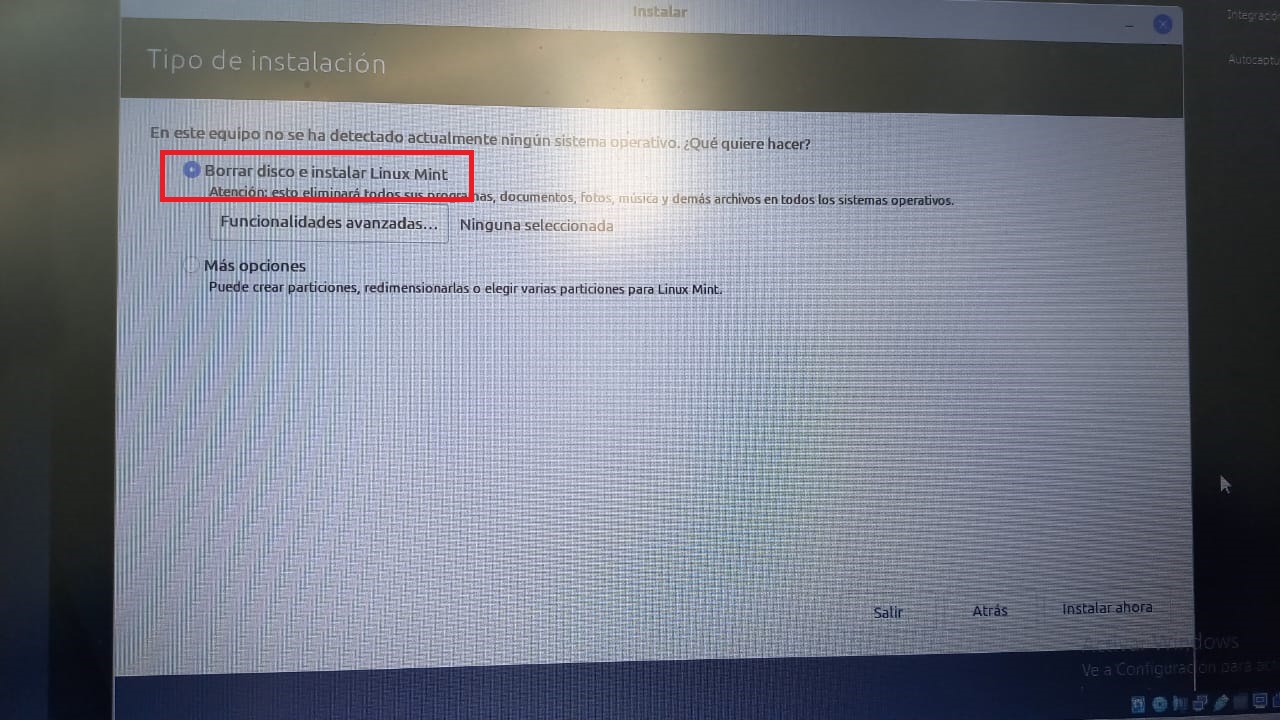 Instalar
Integrado
Autocaptu
Tipo de instalación
En este equipo no se ha detectado actualmente ningún sistema operativo. ¿Qué quiere hacer?
Borrar disco e instalar Linux Mint
Atención: esto eliminará todos sus programas, documentos, fotos, música y demás archivos en todos los sistemas operativos.
Funcionalidades avanzadas... Ninguna seleccionada
Más opciones
Puede crear particiones, redimensionarlas o elegir varias particiones para Linux Mint.
Salir Atrás Instalar ahora
Activar Windows
Ve a Configuración para act